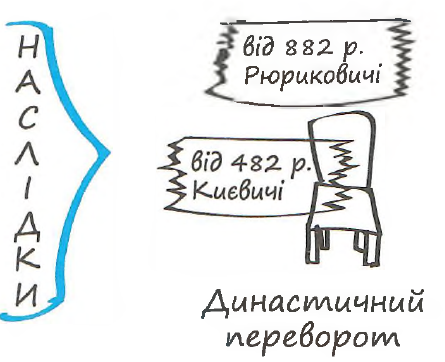 НАСЛІДКИ
від 882 р.
Рюриковичі
від 482 р.
Києвичі
Династичний
переворот